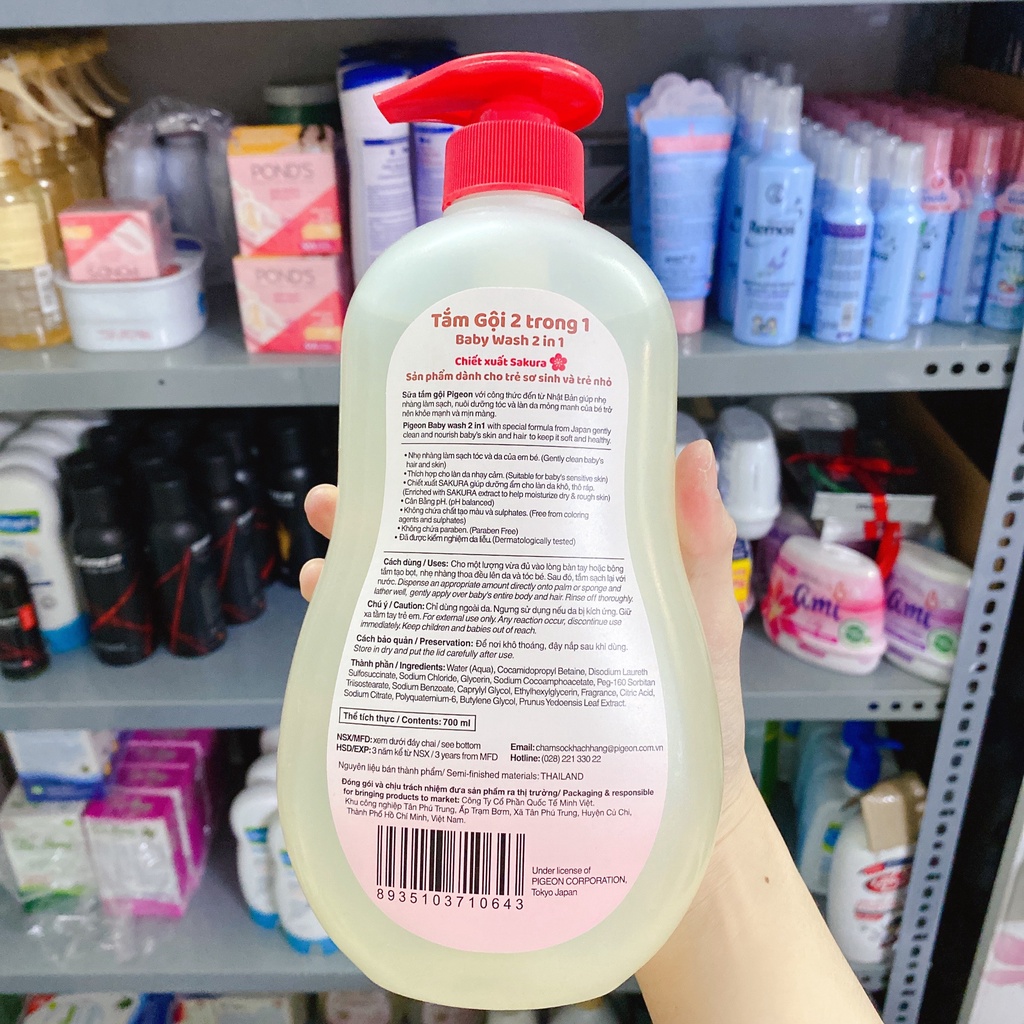 Tắm Gội 2 trong 1
Baby Wash 2 in 1
Chiết xuất Sakura
Sản phẩm dành cho trẻ sơ sinh và trẻ nhỏ
Sữa tắm gội Pigeon với công thức đến từ Nhật Bản giúp nhẹ
nhàng làm sạch, nuôi dưỡng tóc và làn da mỏng manh của bé trở
nên khỏe mạnh và mịn màng.
Pigeon Baby wash 2 in1 with special formula from Japan gently
clean and nourish baby's skin and hair to keep it soft and healthy.
• Nhẹ nhàng làm sạch tóc và da của em bé. (Gently clean baby's
hair and skin)
• Thích hợp cho làn da nhạy cảm. (Suitable for baby's sensitive skin)
• Chiết xuất SAKURA giúp dưỡng ẩm cho làn da khô, thô ráp.
(Enriched with SAKURA extract to help moisturize dry & rough skin)
• Cân Bằng pH. (pH balanced)
• Không chứa chất tạo màu và sulphates. (Free from coloring
agents and sulphates)
• Không chứa paraben. (Paraben Free)
• Đã được kiểm nghiệm da liễu. (Dermatologically tested)
Cách dùng / Uses: Cho một lượng vừa đủ vào lòng bàn tay hoặc bông
tắm tạo bọt, nhẹ nhàng thoa đều lên da và tóc bé. Sau đó, tắm sạch lại với
nước. Dispense an appropriate amount directly onto palm or sponge and
lather well, gently apply over baby's entire body and hair. Rinse off thoroughly.
Chú ý / Caution: Chỉ dùng ngoài da. Ngưng sử dụng nếu da bị kích ứng. Giữ
xa tầm tay trẻ em. For external use only. Any reaction occur, discontinue use
immediately. Keep children and babies out of reach.
Cách bảo quản / Preservation: Để nơi khô thoáng, đậy nắp sau khi dùng.
Store in dry and put the lid carefully after use.
Thành phần / Ingredients: Water (Aqua), Cocamidopropyl Betaine, Disodium Laureth
Sulfosuccinate, Sodium Chloride, Glycerin, Sodium Cocoamphoacetate, Peg-160 Sorbitan
Triisostearate, Sodium Benzoate, Caprylyl Glycol, Ethylhexylglycerin, Fragrance, Citric Acid,
Sodium Citrate, Polyquaternium-6, Butylene Glycol, Prunus Yedoensis Leaf Extract.
Thể tích thực / Contents: 700 ml
NSX/MFD: xem dưới đáy chai / see bottom
HSD/EXP: 3 năm kể từ NSX / 3 years from MFD
Email: chamsockhachhang@pigeon.com.vn
Hotline: (028) 221 330 22
Nguyên liệu bán thành phẩm/ Semi-finished materials: THAILAND
Đóng gói và chịu trách nhiệm đưa sản phẩm ra thị trường/ Packaging & responsible
for bringing products to market: Công Ty Cổ Phần Quốc Tế Minh Việt.
Khu công nghiệp Tân Phú Trung, Ấp Trạm Bơm, Xã Tân Phú Trung, Huyện Củ Chi,
Thành Phố Hồ Chí Minh, Việt Nam.
8935103710643
Under license of
PIGEON CORPORATION,
Tokyo Japan
POND'S
POND'S
POND'S
ami
ami